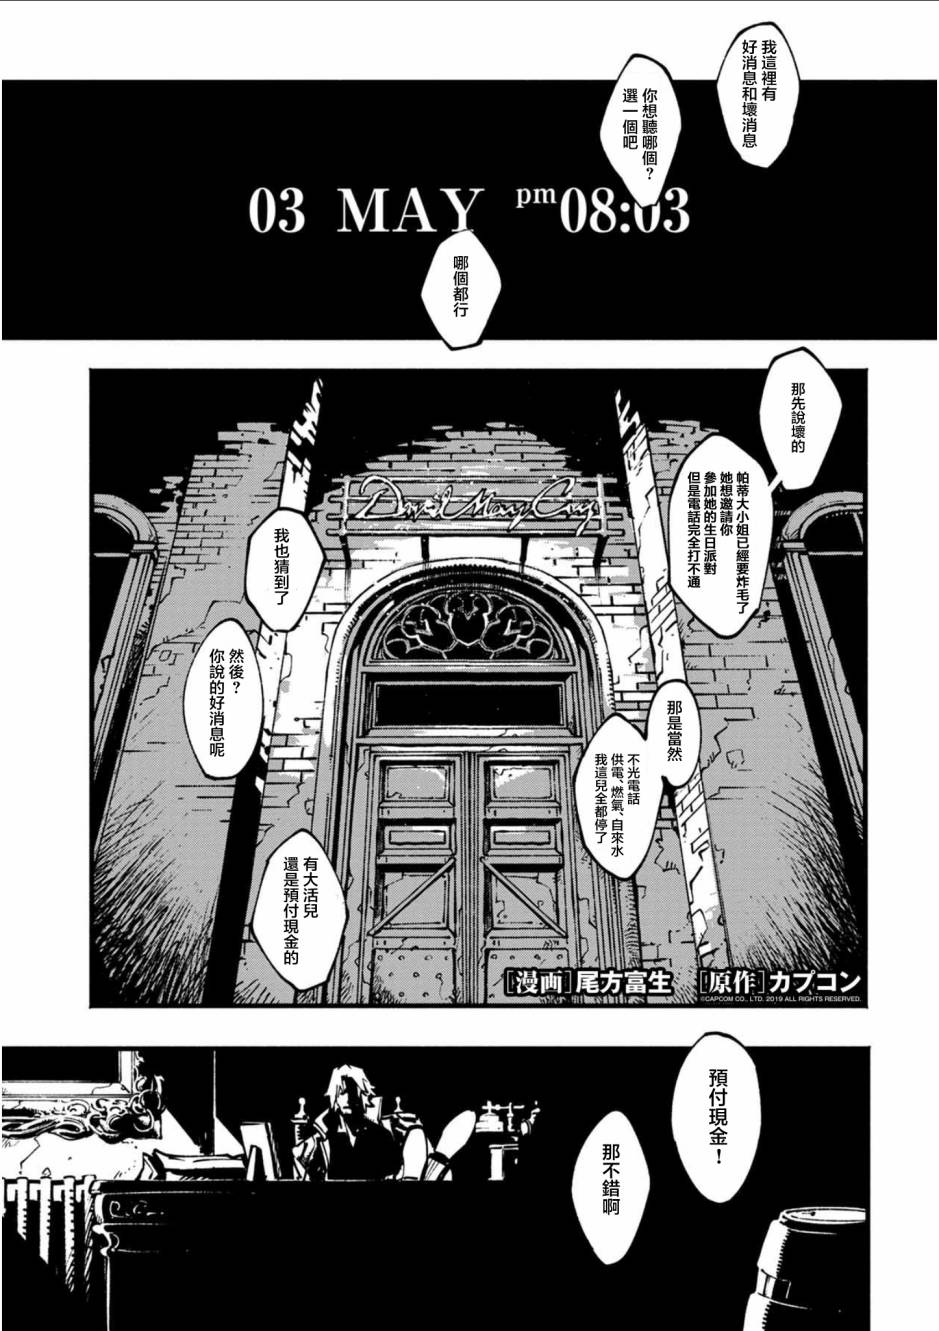 我這裡有
好消息和壞消息
你想聽哪個？
選一個吧
03 MAY pm08:03
哪個都行
那先說壞的
帕蒂大小姐已經要炸毛了
她想邀請你
參加她的生日派對
但是電話完全打不通
Devil May Cry
我也猜到了
那是當然
不光電話
供電、燃氣、自來水
我這兒全都停了
然後？
你說的好消息呢
有大活兒
還是預付現金的
［漫画］尾方富生　［原作］カプコン
©CAPCOM CO., LTD. 2019 ALL RIGHTS RESERVED.
預付現金！
那不錯啊